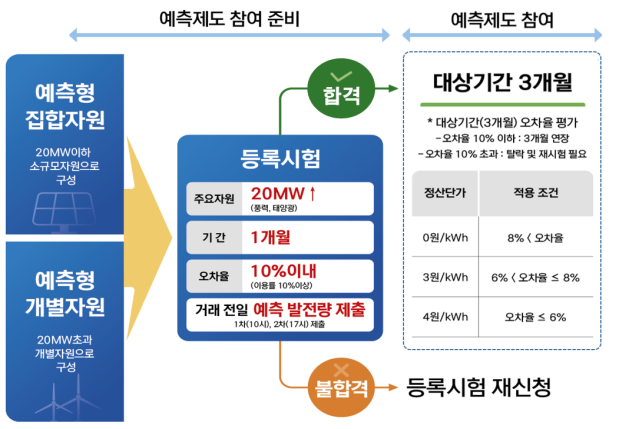 예측제도 참여 준비
예측제도 참여
예측형
집합자원
20MW이하
소규모자원으로
구성
예측형
개별자원
20MW초과
개별자원으로
구성
등록시험
주요자원 20MW ↑
(풍력, 태양광)
기 간 1개월
오차율 10%이내
(이용률 10%이상)
거래 전일 예측 발전량 제출
1차(10시), 2차(17시) 제출
합격
불합격
등록시험 재신청
대상기간 3개월
* 대상기간(3개월) 오차율 평가
- 오차율 10% 이하 : 3개월 연장
- 오차율 10% 초과 : 탈락 및 재시험 필요
정산단가 적용 조건
0원/kWh 8% < 오차율
3원/kWh 6% < 오차율 ≤ 8%
4원/kWh 오차율 ≤ 6%